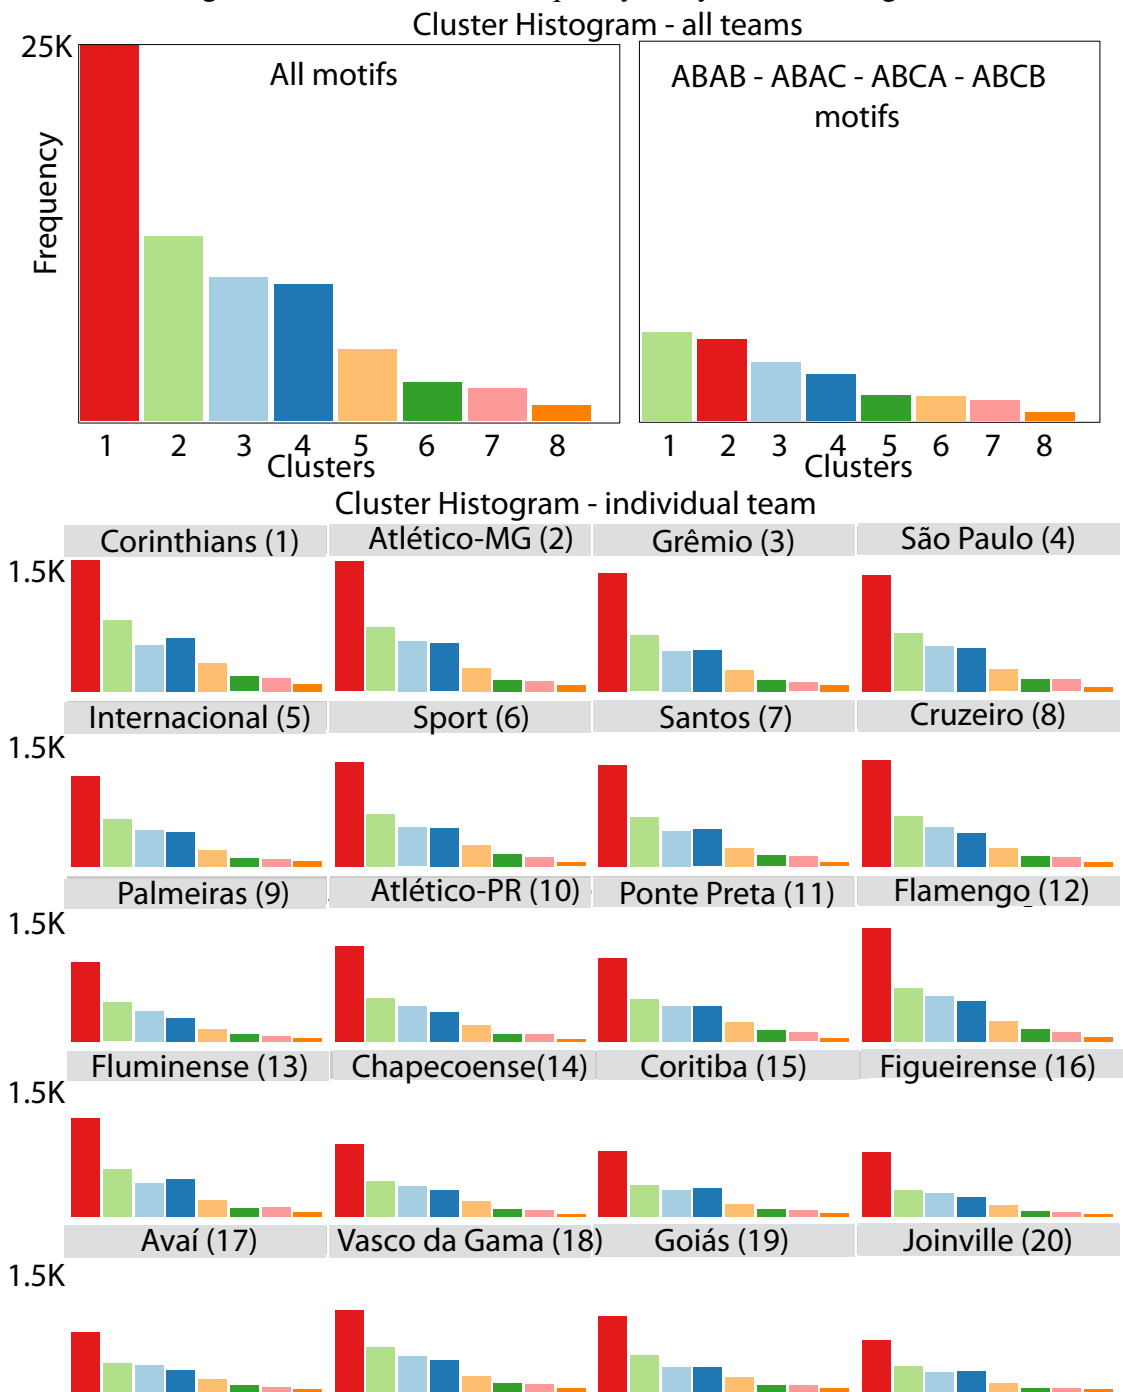 Cluster Histogram - all teams
25K
All motifs
ABAB - ABAC - ABCA - ABCB
motifs
Frequency
1 2 3 4 5 6 7 8
Clusters
1 2 3 4 5 6 7 8
Clusters
Cluster Histogram - individual team
Corinthians (1) Atlético-MG (2) Grêmio (3) São Paulo (4)
1.5K
Internacional (5) Sport (6) Santos (7) Cruzeiro (8)
1.5K
Palmeiras (9) Atlético-PR (10) Ponte Preta (11) Flamengo (12)
1.5K
Fluminense (13) Chapecoense(14) Coritiba (15) Figueirense (16)
1.5K
Avaí (17) Vasco da Gama (18) Goiás (19) Joinville (20)
1.5K